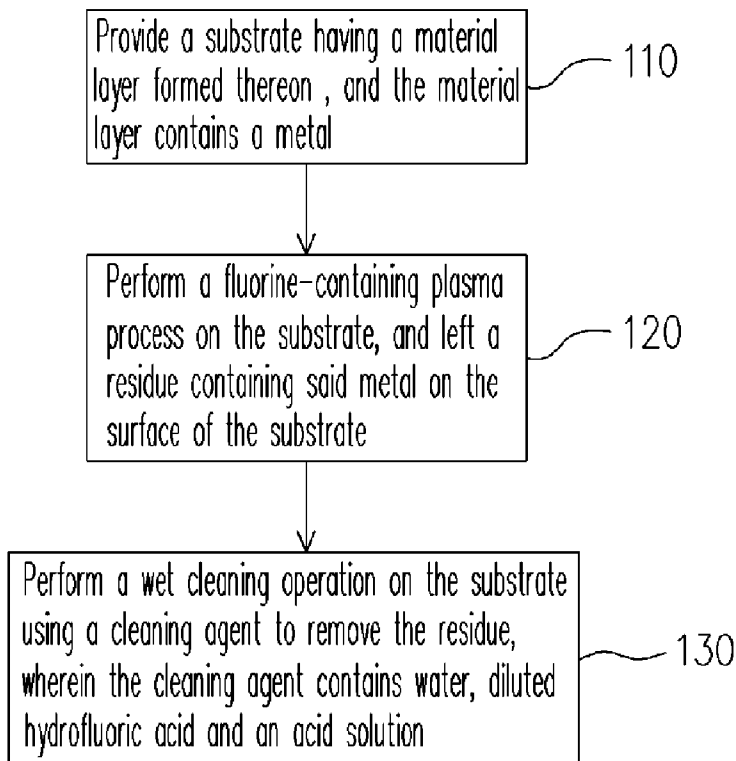 Provide a substrate having a material
layer formed thereon , and the material
layer contains a metal
110
Perform a fluorine-containing plasma
process on the substrate, and left a
residue containing said metal on the
surface of the substrate
120
Perform a wet cleaning operation on the substrate
using a cleaning agent to remove the residue,
wherein the cleaning agent contains water, diluted
hydrofluoric acid and an acid solution
130